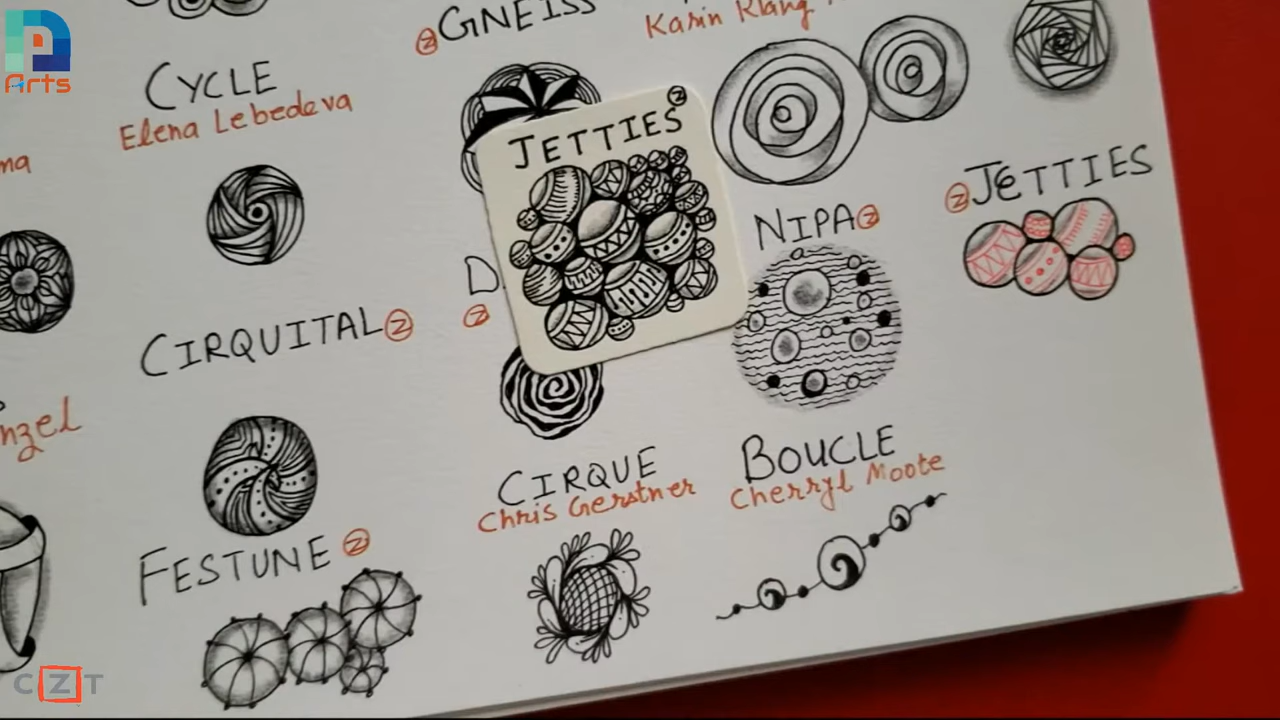 Arts
GNEISS
Karin Klang
CYCLE
Elena Lebedeva
JETTIES
JETTIES
NIPA
CIRQUITAL
D
nzel
CIRQUE
Chris Gerstner
BOUCLE
Cherryl Moote
FESTUNE
CZT